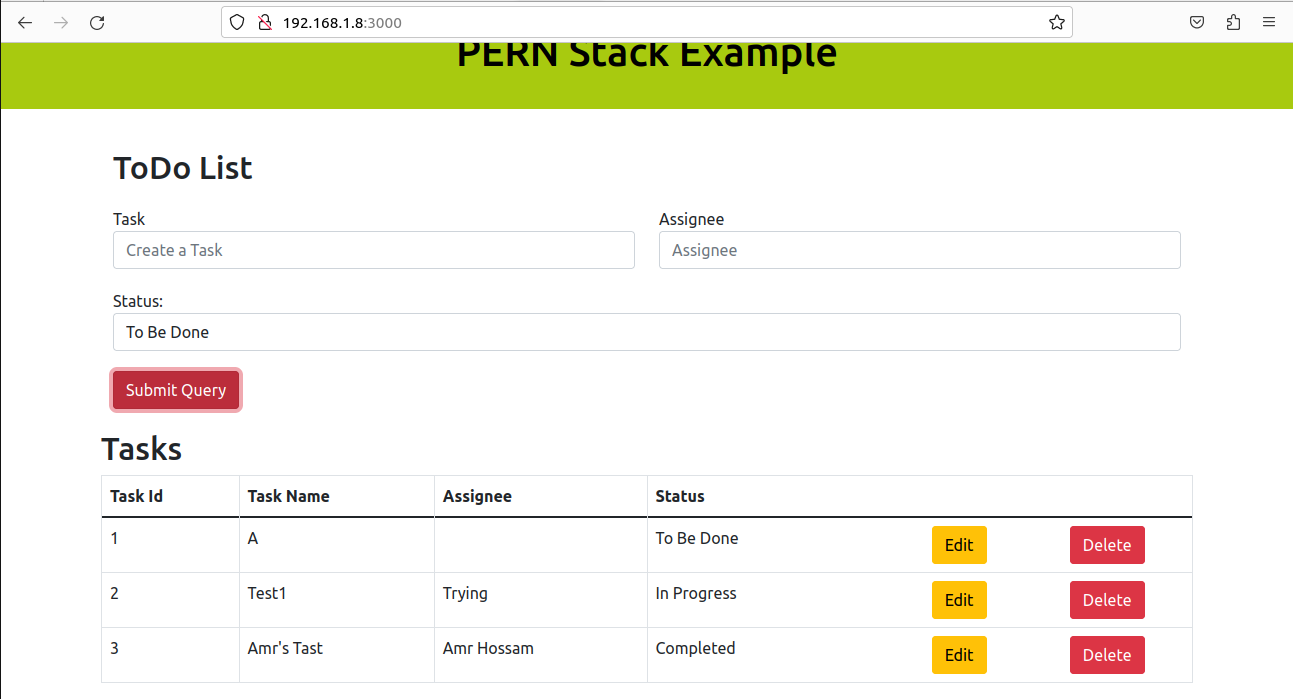 192.168.1.8:3000
PERN Stack Example
ToDo List
Task Assignee
Create a Task Assignee
Status:
To Be Done
Submit Query
Tasks
Task Id Task Name Assignee Status
1 A To Be Done Edit Delete
2 Test1 Trying In Progress Edit Delete
3 Amr's Tast Amr Hossam Completed Edit Delete